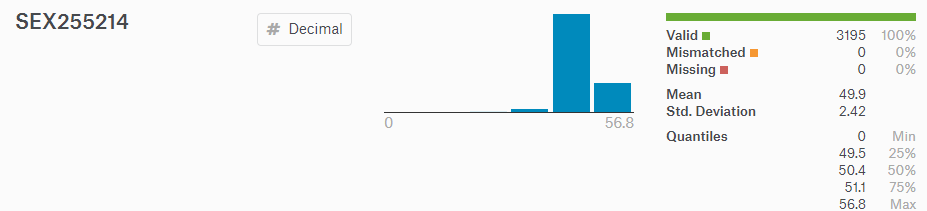 SEX255214
# Decimal
0 56.8
Valid 3195 100%
Mismatched 0 0%
Missing 0 0%
Mean 49.9
Std. Deviation 2.42
Quantiles 0 Min
49.5 25%
50.4 50%
51.1 75%
56.8 Max